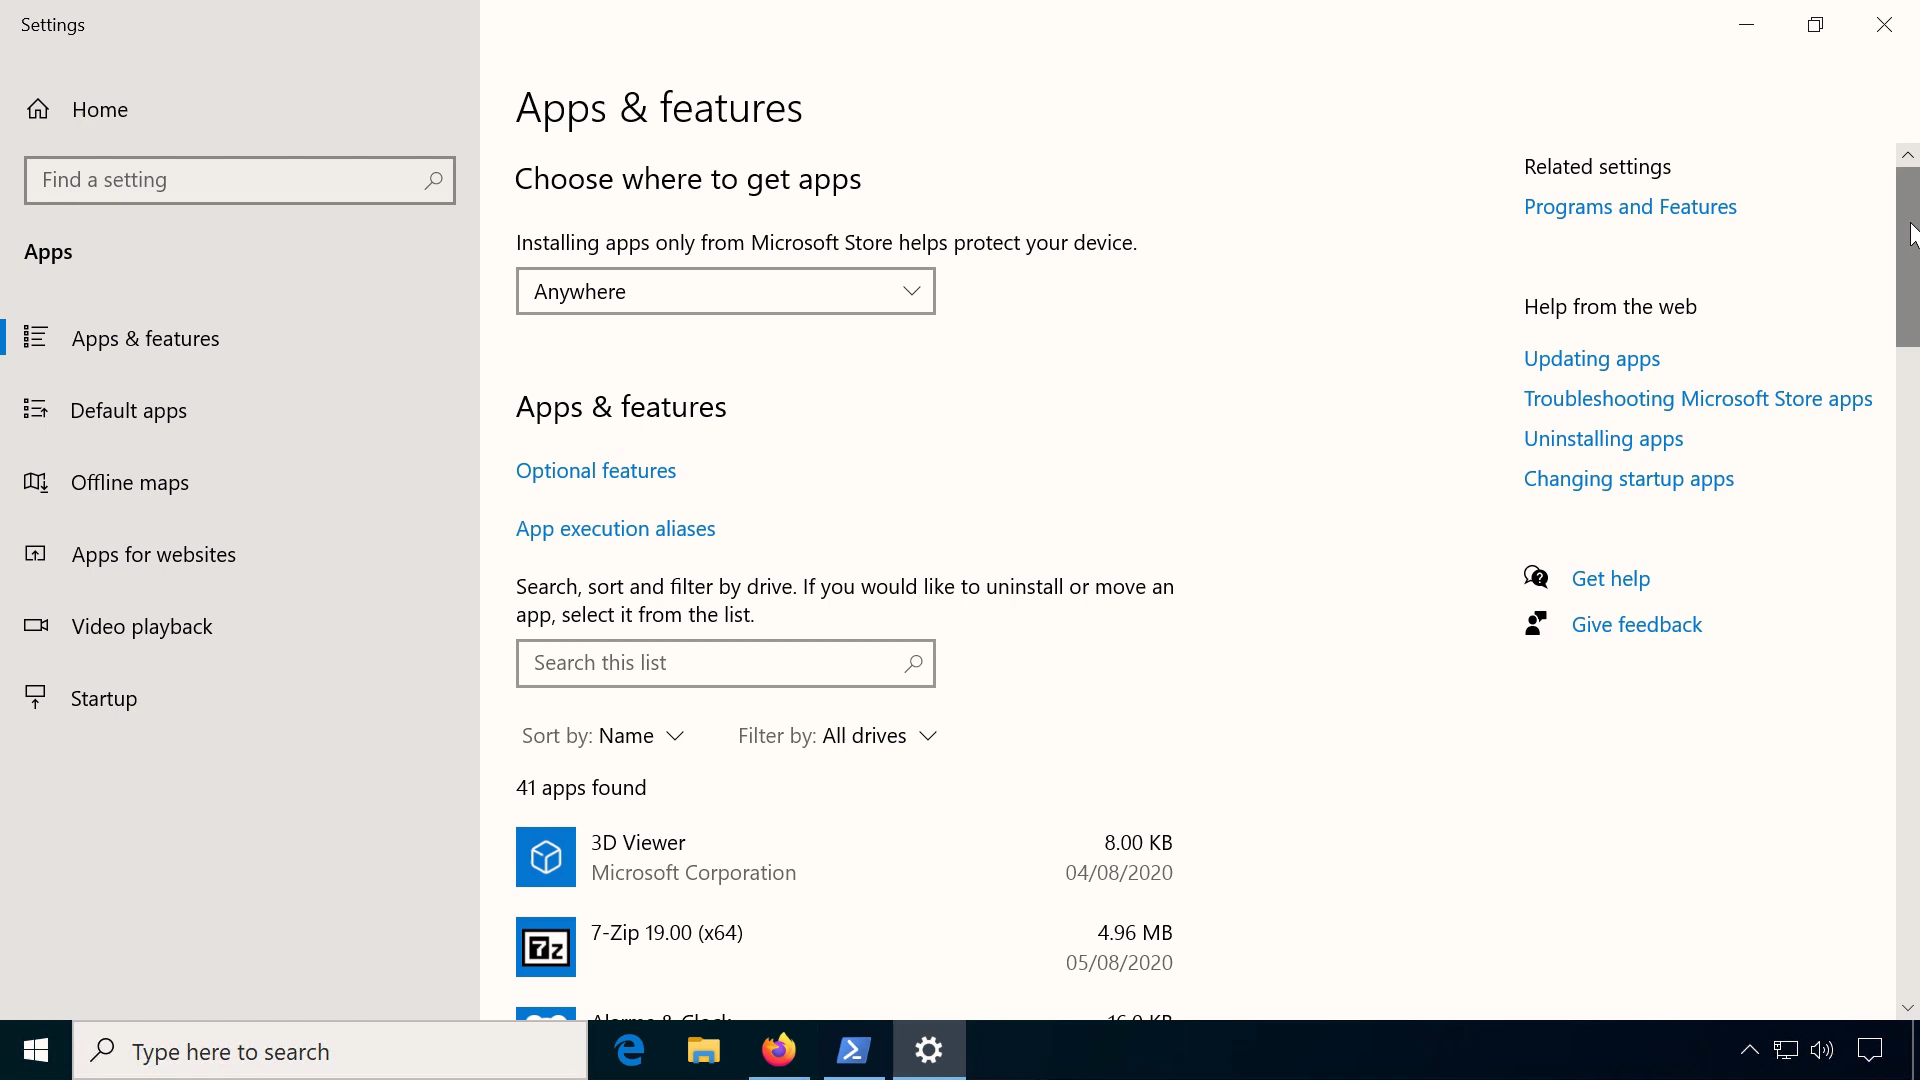 Settings
Home
Find a setting
Apps
Apps & features
Default apps
Offline maps
Apps for websites
Video playback
Startup
Apps & features
Choose where to get apps
Installing apps only from Microsoft Store helps protect your device.
Anywhere
Apps & features
Optional features
App execution aliases
Search, sort and filter by drive. If you would like to uninstall or move an
app, select it from the list.
Search this list
Sort by: Name
Filter by: All drives
41 apps found
3D Viewer
8.00 KB
Microsoft Corporation
04/08/2020
7z
7-Zip 19.00 (x64)
4.96 MB
05/08/2020
Alarms & Clock
16.0 KB
Related settings
Programs and Features
Help from the web
Updating apps
Troubleshooting Microsoft Store apps
Uninstalling apps
Changing startup apps
Get help
Give feedback
Type here to search